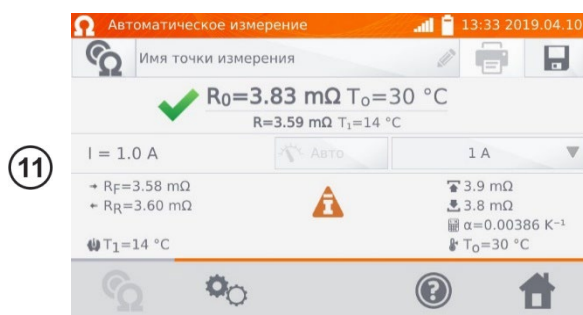 Автоматическое измерение 13:33 2019.04.10
Имя точки измерения
R0=3.83 mΩ To=30 °C
R=3.59 mΩ T1=14 °C
11
I = 1.0 A Авто 1 A
RF=3.58 mΩ 3.9 mΩ
RR=3.60 mΩ 3.8 mΩ
α=0.00386 K⁻¹
T1=14 °C To=30 °C